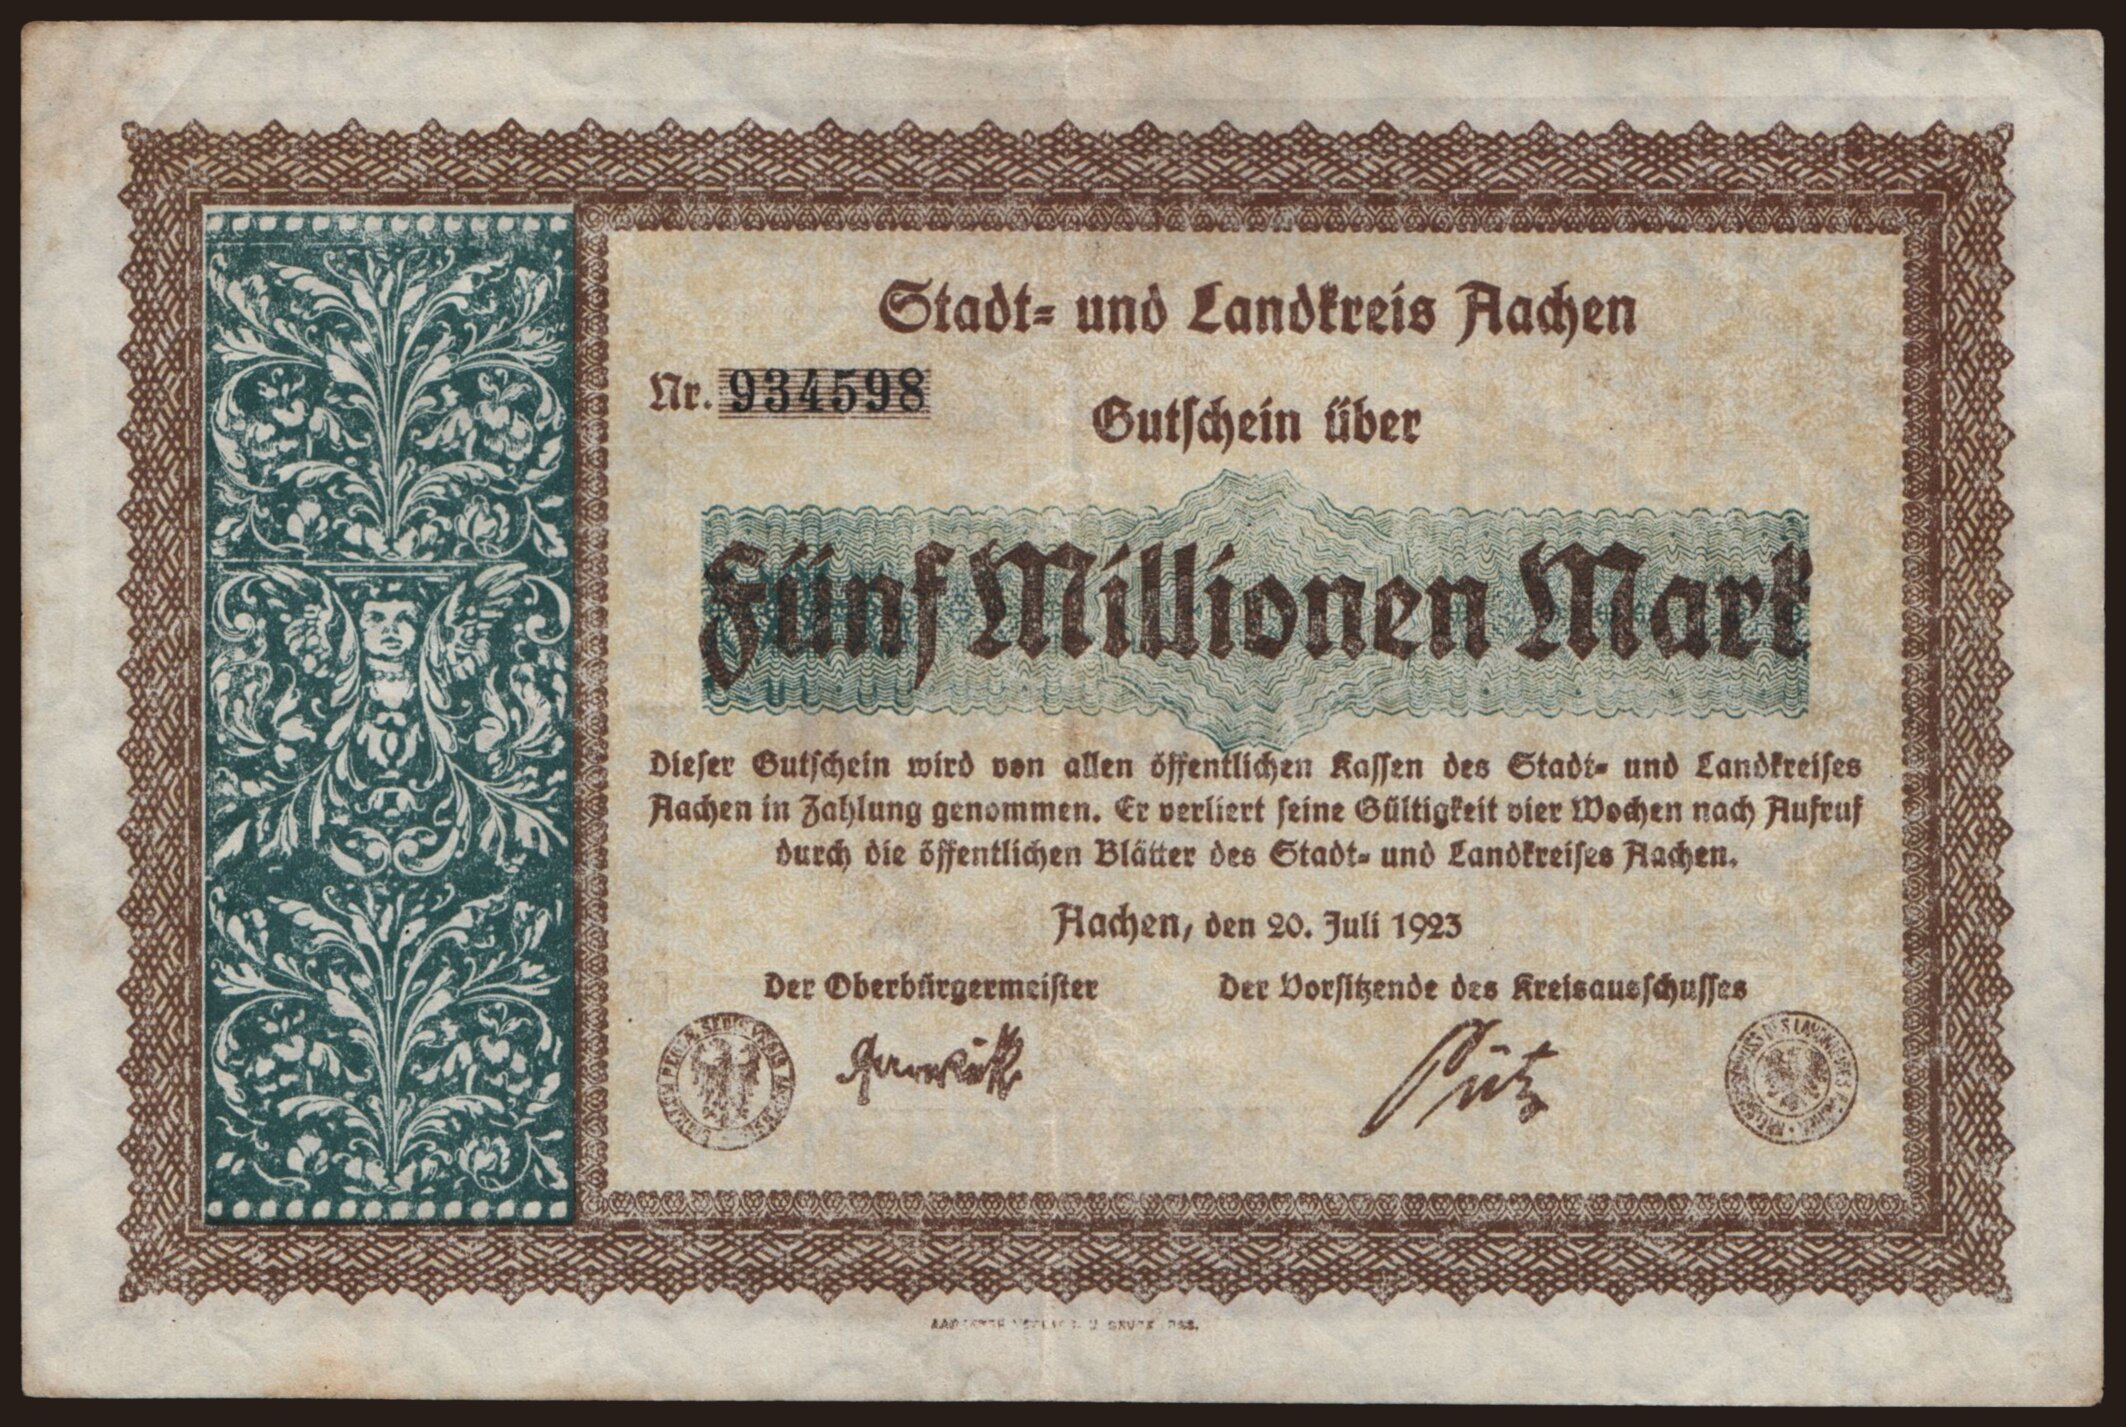 Stadt- und Landkreis Aachen
Nr. 934598
Gutschein über
Fünf Millionen Mark
Dieser Gutschein wird von allen öffentlichen Kassen des Stadt- und Landkreises
Aachen in Zahlung genommen. Er verliert seine Gültigkeit vier Wochen nach Aufruf
durch die öffentlichen Blätter des Stadt- und Landkreises Aachen.
Aachen, den 20. Juli 1923
Der Oberbürgermeister Der Vorsitzende des Kreisausschusses
Pütz